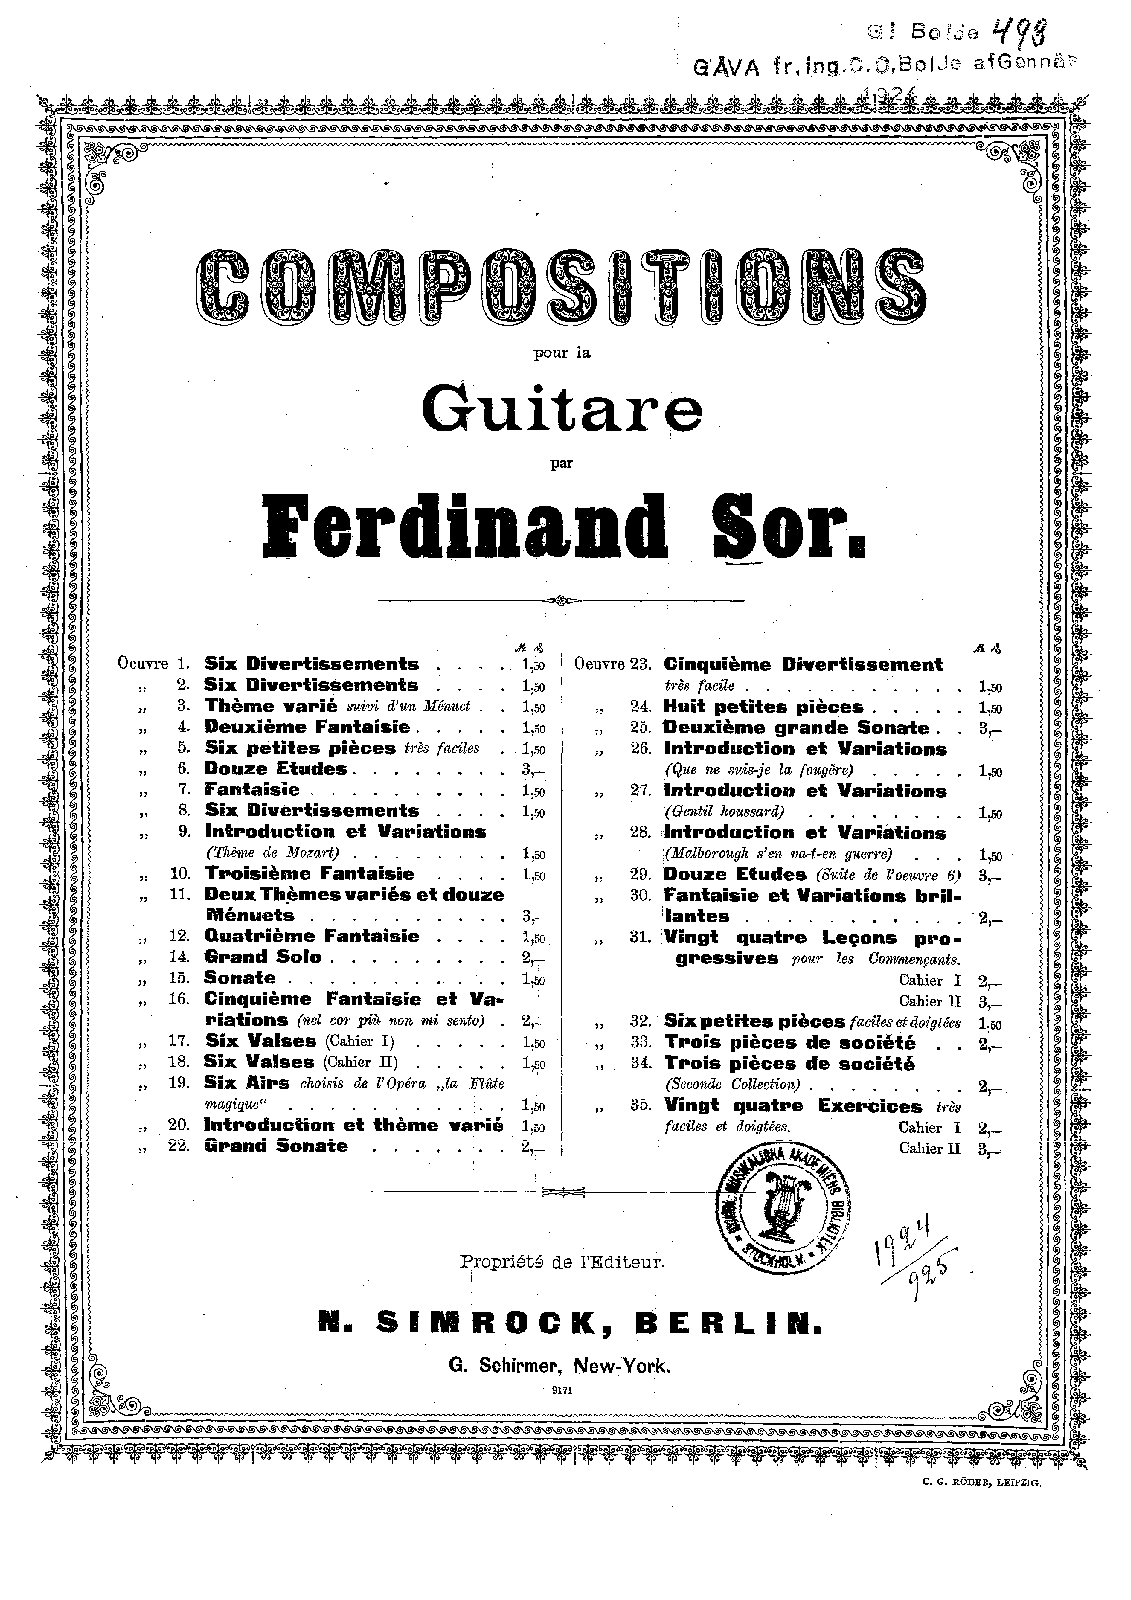 G! Bolde 493
GÅVA fr. ing. C.O. Bolje af Gennäs
1924
COMPOSITIONS
pour la
Guitare
par
Ferdinand Sor.
Oeuvre 1. Six Divertissements . . . . 1,50
„ 2. Six Divertissements . . . . 1,50
„ 3. Thème varié suivi d'un Ménuet . . 1,50
„ 4. Deuxième Fantaisie . . . . . 1,50
„ 5. Six petites pièces très faciles . . 1,50
„ 6. Douze Etudes . . . . . . . . 3,—
„ 7. Fantaisie . . . . . . . . . 1,50
„ 8. Six Divertissements . . . . 1,50
„ 9. Introduction et Variations
(Thème de Mozart) . . . . . . . . 1,50
„ 10. Troisième Fantaisie . . . . 1,50
„ 11. Deux Thèmes variés et douze
Ménuets . . . . . . . . . . 3,-
„ 12. Quatrième Fantaisie . . . . 1,50
„ 14. Grand Solo . . . . . . . . . 2,—
„ 15. Sonate . . . . . . . . . . . 1,50
„ 16. Cinquième Fantaisie et Va-
riations (nel cor più non mi sento) . 2,-
„ 17. Six Valses (Cahier I) . . . . . 1,50
„ 18. Six Valses (Cahier II) . . . . . 1,50
„ 19. Six Airs choisis de l'Opéra „la Flûte
magique“ . . . . . . . . . . . 1,50
„ 20. Introduction et thème varié 1,50
„ 22. Grand Sonate . . . . . . . 2,—
Oeuvre 23. Cinquième Divertissement
très facile . . . . . . . . . . . 1,50
„ 24. Huit petites pièces . . . . . 1,50
„ 25. Deuxième grande Sonate . . 3,—
„ 26. Introduction et Variations
(Que ne suis-je la fougère) . . . . . 1,50
„ 27. Introduction et Variations
(Gentil houssard) . . . . . . . . 1,50
„ 28. Introduction et Variations
(Malborough s'en va-t-en guerre) . . . 1,50
„ 29. Douze Etudes (Suite de l'oeuvre 6) 3,—
„ 30. Fantaisie et Variations bril-
lantes . . . . . . . . . . . 2,—
„ 31. Vingt quatre Leçons pro-
gressives pour les Commençants.
Cahier I 2,—
Cahier II 3,—
„ 32. Six petites pièces faciles et doigtées 1.50
„ 33. Trois pièces de société . . 2,—
„ 34. Trois pièces de société
(Seconde Collection) . . . . . . . . 2,—
„ 35. Vingt quatre Exercices très
faciles et doigtées. Cahier I 2,—
Cahier II 3,—
KUNGL. MUSIKALISKA AKADEMIENS BIBLIOTEK
STOCKHOLM
1924/925
Propriété de l'Editeur.
N. SIMROCK, BERLIN.
G. Schirmer, New-York.
9171
C. G. RÖDER, LEIPZIG.